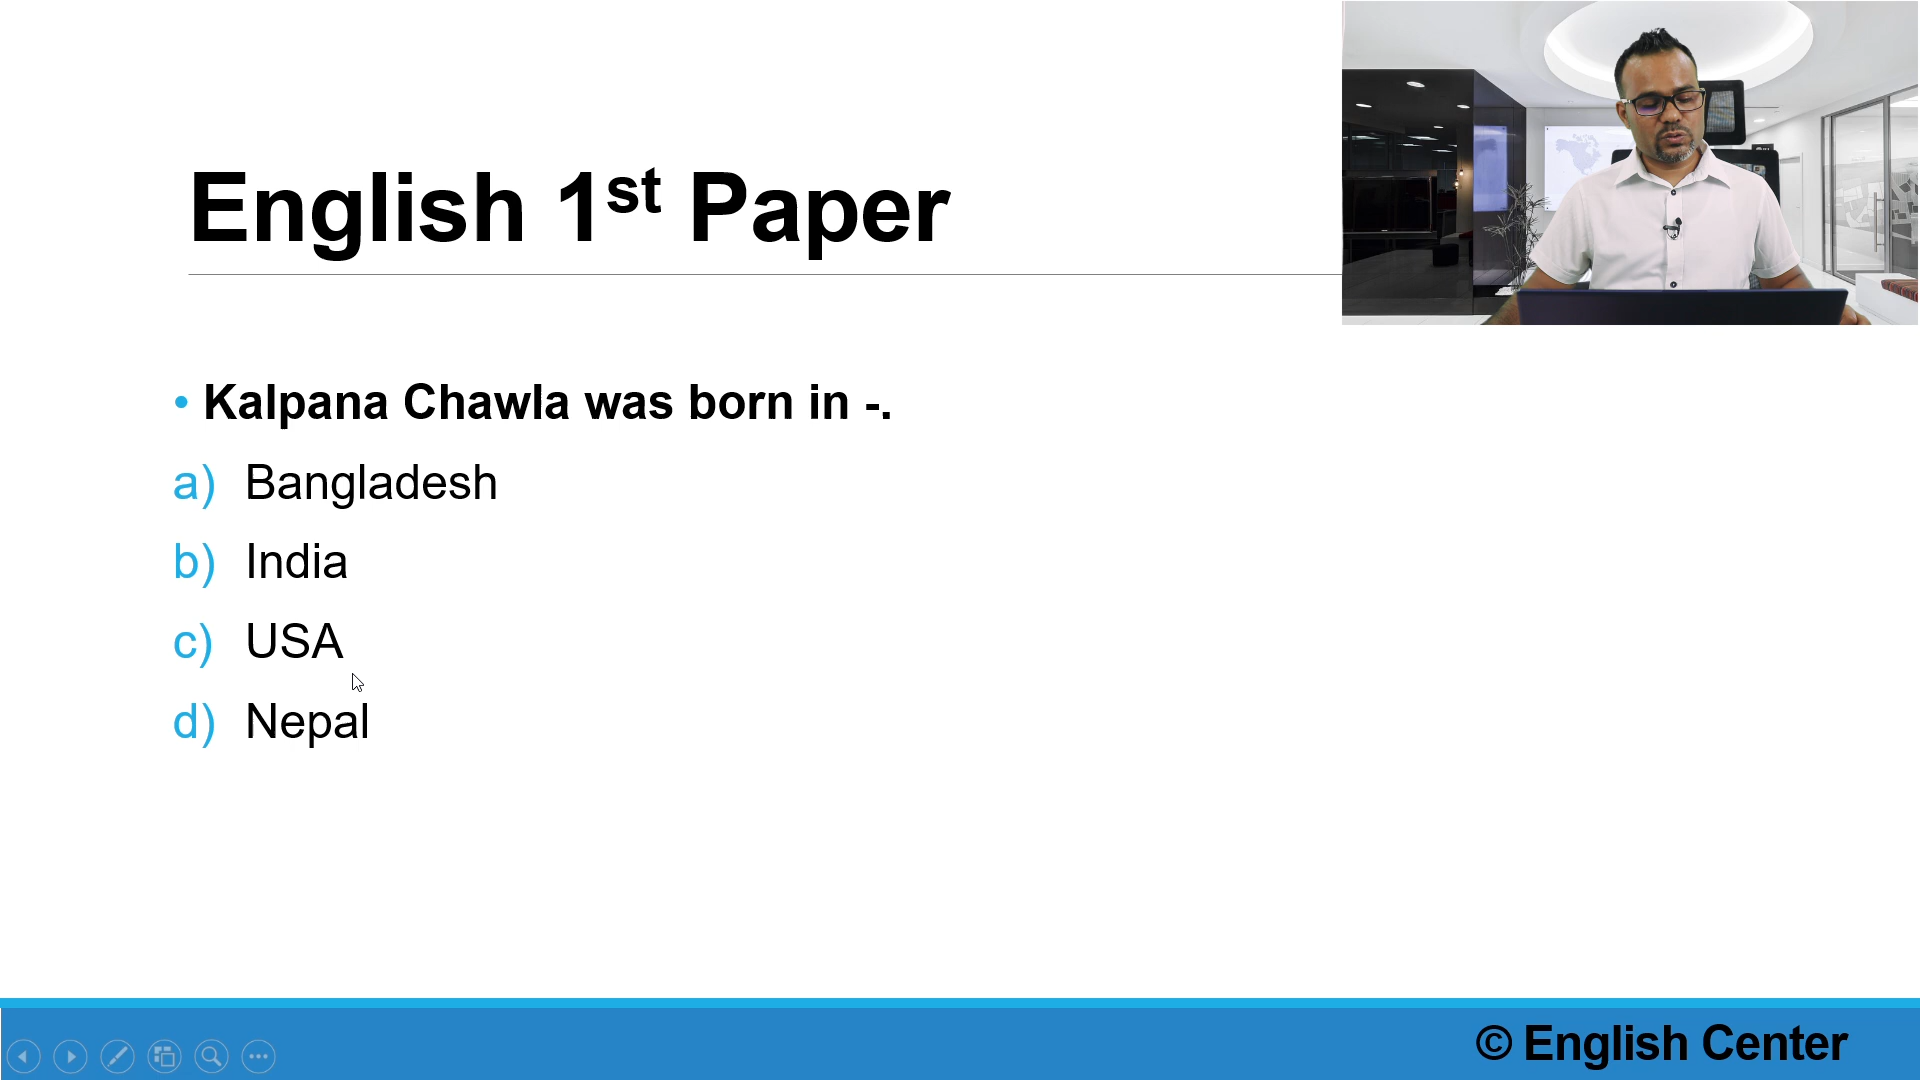 English 1st Paper
• Kalpana Chawla was born in -.
a) Bangladesh
b) India
c) USA
d) Nepal
© English Center